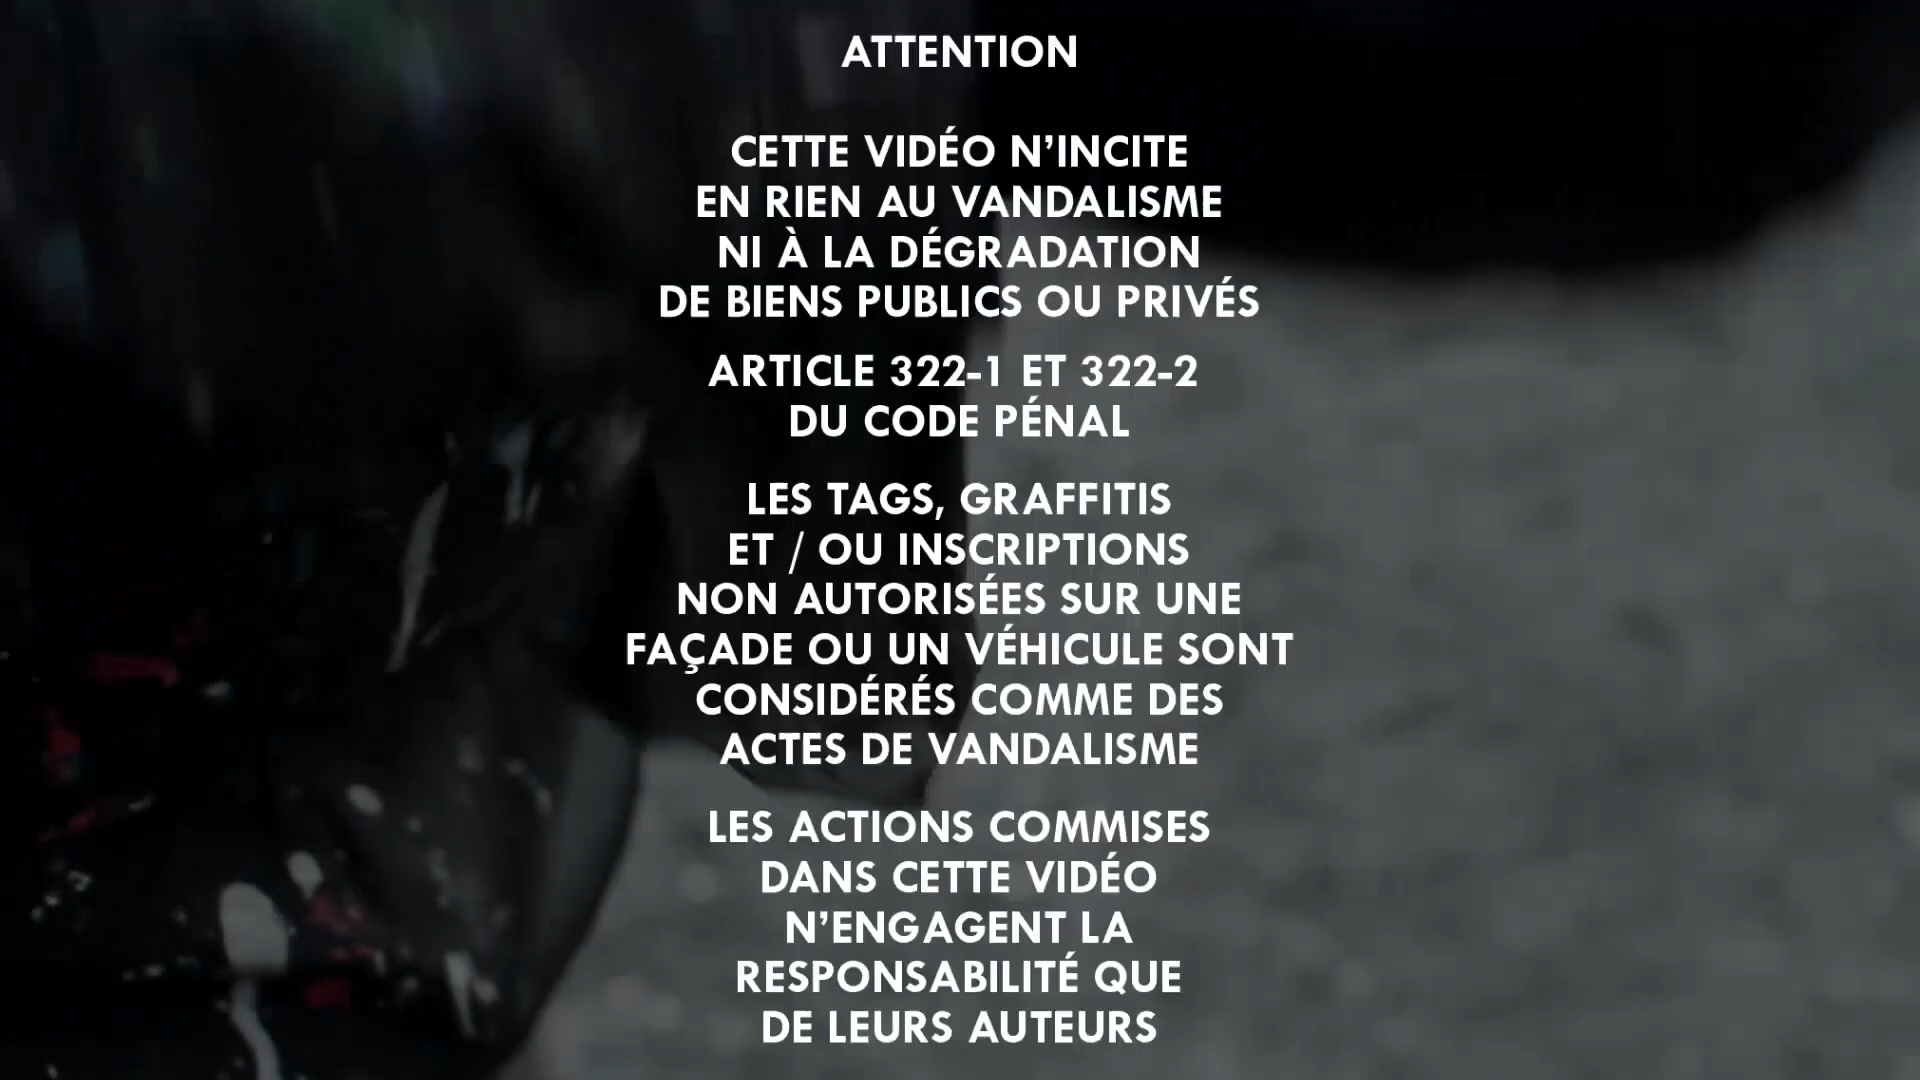 ATTENTION
CETTE VIDÉO N’INCITE
EN RIEN AU VANDALISME
NI À LA DÉGRADATION
DE BIENS PUBLICS OU PRIVÉS
ARTICLE 322-1 ET 322-2
DU CODE PÉNAL
LES TAGS, GRAFFITIS
ET / OU INSCRIPTIONS
NON AUTORISÉES SUR UNE
FAÇADE OU UN VÉHICULE SONT
CONSIDÉRÉS COMME DES
ACTES DE VANDALISME
LES ACTIONS COMMISES
DANS CETTE VIDÉO
N’ENGAGENT LA
RESPONSABILITÉ QUE
DE LEURS AUTEURS